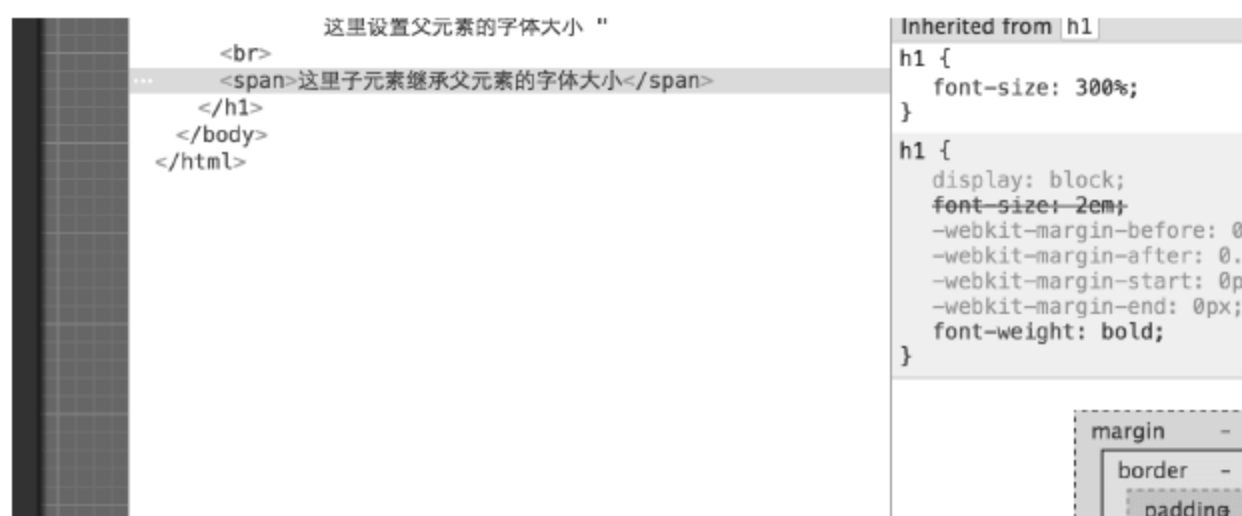 这里设置父元素的字体大小 "
<br>
<span>这里子元素继承父元素的字体大小</span>
</h1>
</body>
</html>
Inherited from h1
h1 {
font-size: 300%;
}
h1 {
display: block;
font-size: 2em;
-webkit-margin-before: 0
-webkit-margin-after: 0.
-webkit-margin-start: 0p
-webkit-margin-end: 0px;
font-weight: bold;
}
margin -
border -
padding